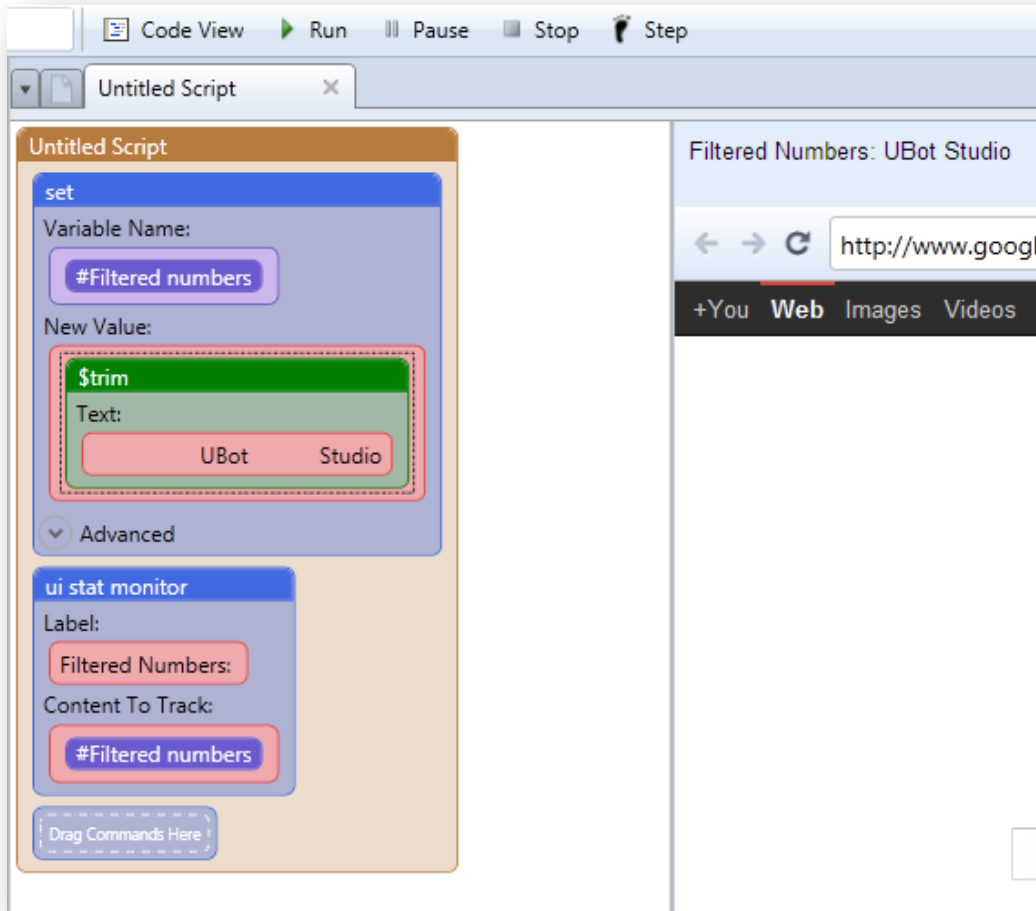 Code View Run Pause Stop Step
Untitled Script
Untitled Script
set
Variable Name:
#Filtered numbers
New Value:
$trim
Text:
UBot Studio
Advanced
ui stat monitor
Label:
Filtered Numbers:
Content To Track:
#Filtered numbers
Drag Commands Here
Filtered Numbers: UBot Studio
http://www.googl
+You Web Images Videos